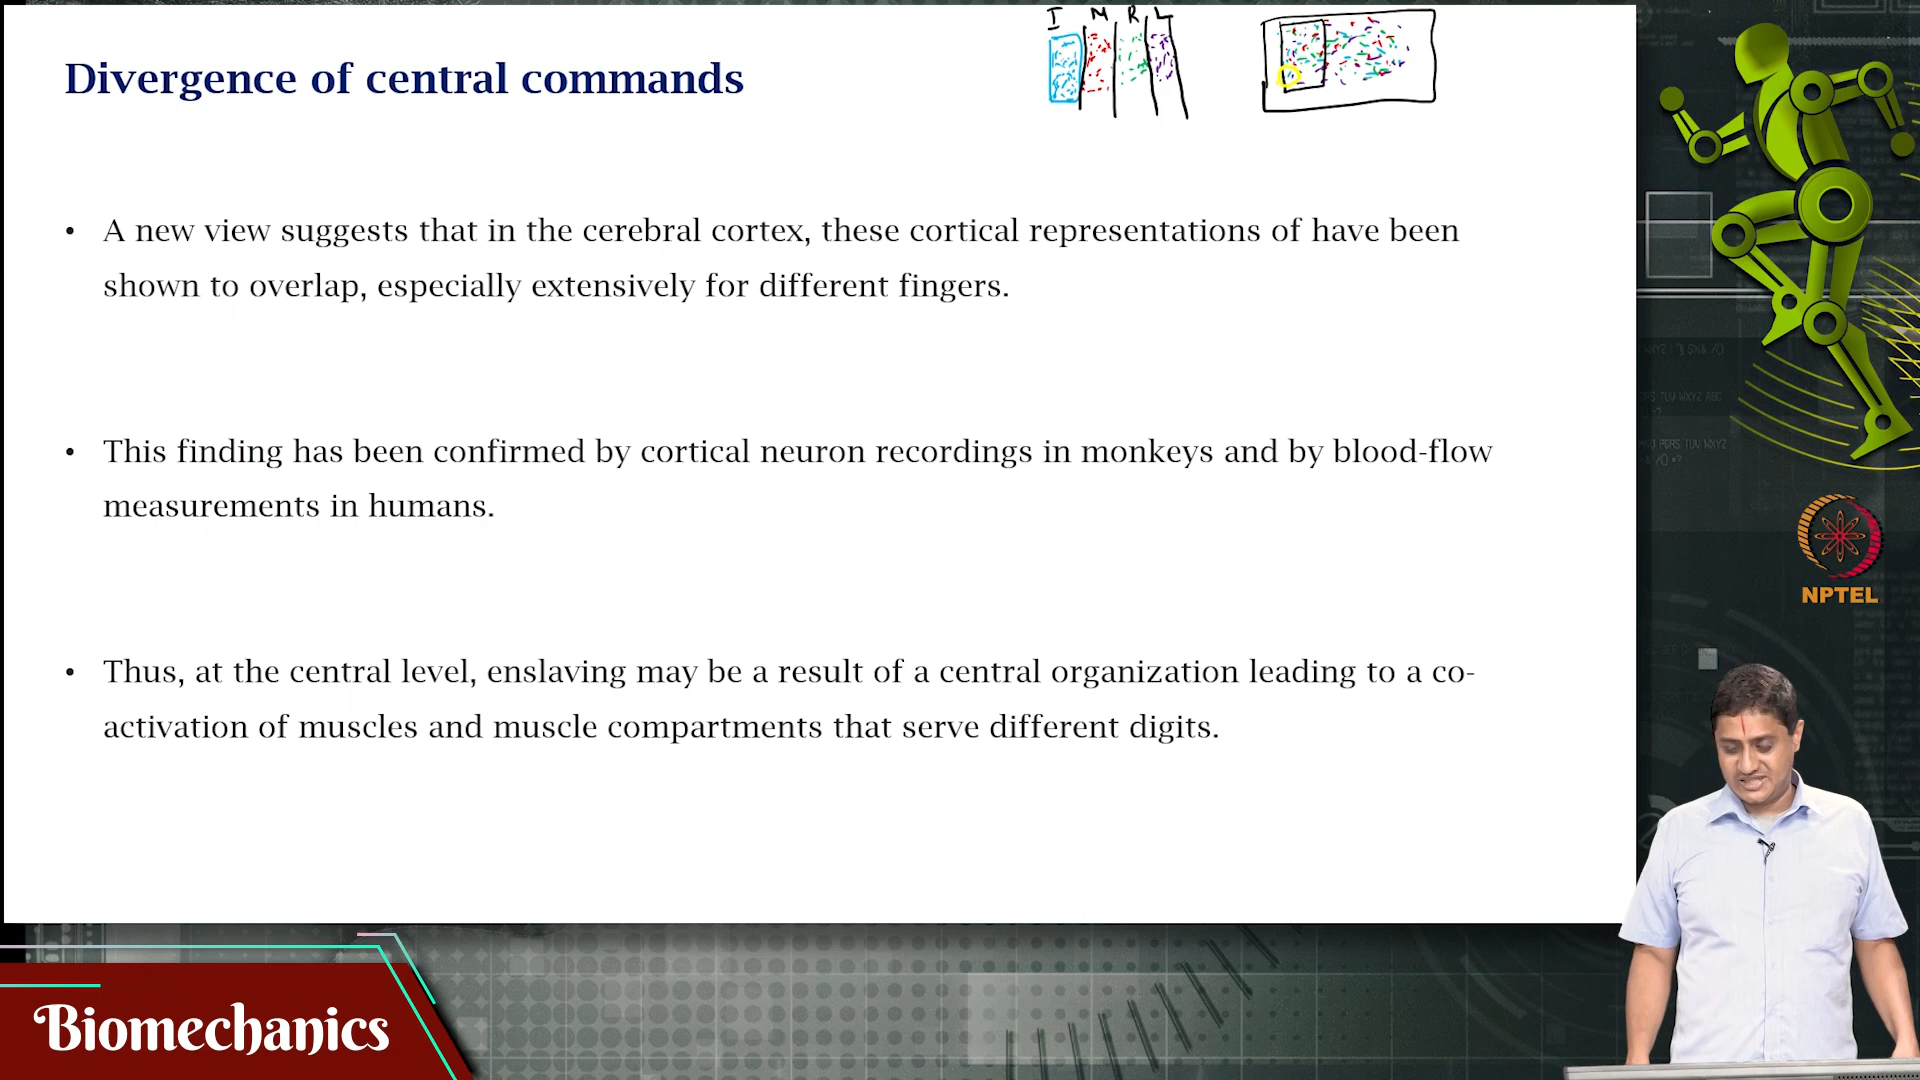 I M R L
Divergence of central commands
• A new view suggests that in the cerebral cortex, these cortical representations of have been
shown to overlap, especially extensively for different fingers.
• This finding has been confirmed by cortical neuron recordings in monkeys and by blood-flow
measurements in humans.
• Thus, at the central level, enslaving may be a result of a central organization leading to a co-
activation of muscles and muscle compartments that serve different digits.
NPTEL
Biomechanics